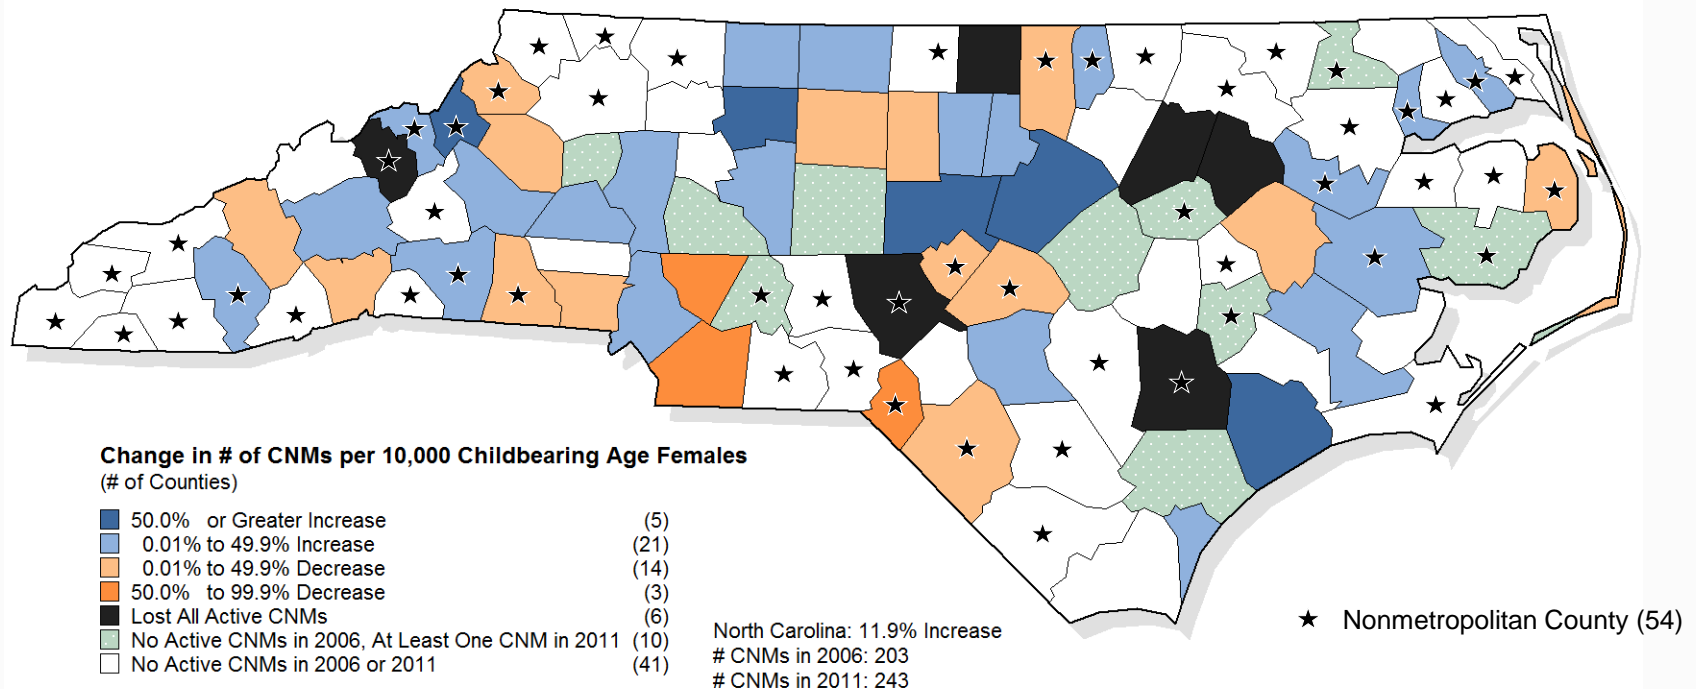 Change in # of CNMs per 10,000 Childbearing Age Females
(# of Counties)
50.0% or Greater Increase (5)
0.01% to 49.9% Increase (21)
0.01% to 49.9% Decrease (14)
50.0% to 99.9% Decrease (3)
Lost All Active CNMs (6)
No Active CNMs in 2006, At Least One CNM in 2011 (10)
No Active CNMs in 2006 or 2011 (41)
North Carolina: 11.9% Increase
# CNMs in 2006: 203
# CNMs in 2011: 243
Nonmetropolitan County (54)